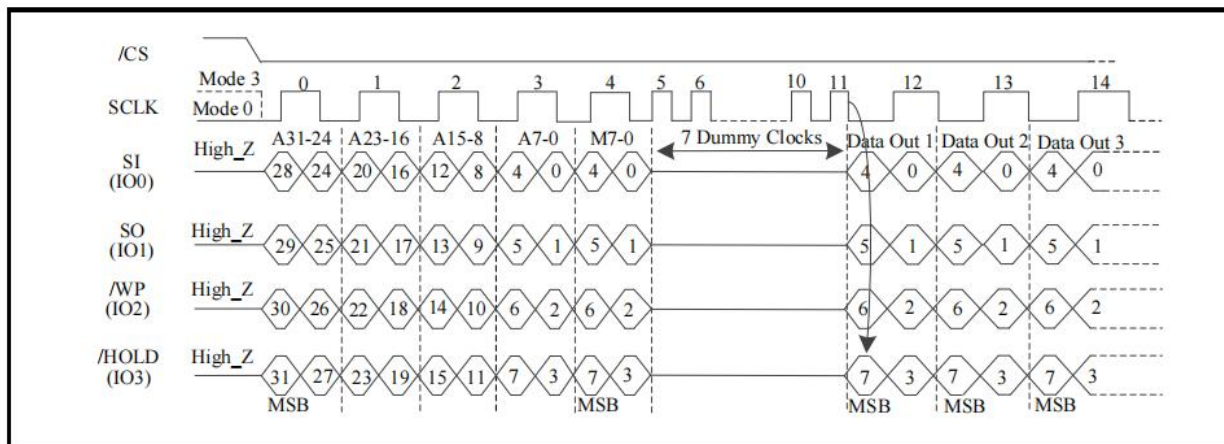 /CS
Mode 3 0 1 2 3 4 5 6 10 11 12 13 14
SCLK Mode 0
A31-24 A23-16 A15-8 A7-0 M7-0 7 Dummy Clocks Data Out 1 Data Out 2 Data Out 3
SI High_Z
(IO0) 28 24 20 16 12 8 4 0 4 0 4 0 4 0 4 0
SO High_Z
(IO1) 29 25 21 17 13 9 5 1 5 1 5 1 5 1 5 1
/WP High_Z
(IO2) 30 26 22 18 14 10 6 2 6 2 6 2 6 2 6 2
/HOLD High_Z
(IO3) 31 27 23 19 15 11 7 3 7 3 7 3 7 3 7 3
MSB MSB MSB MSB MSB